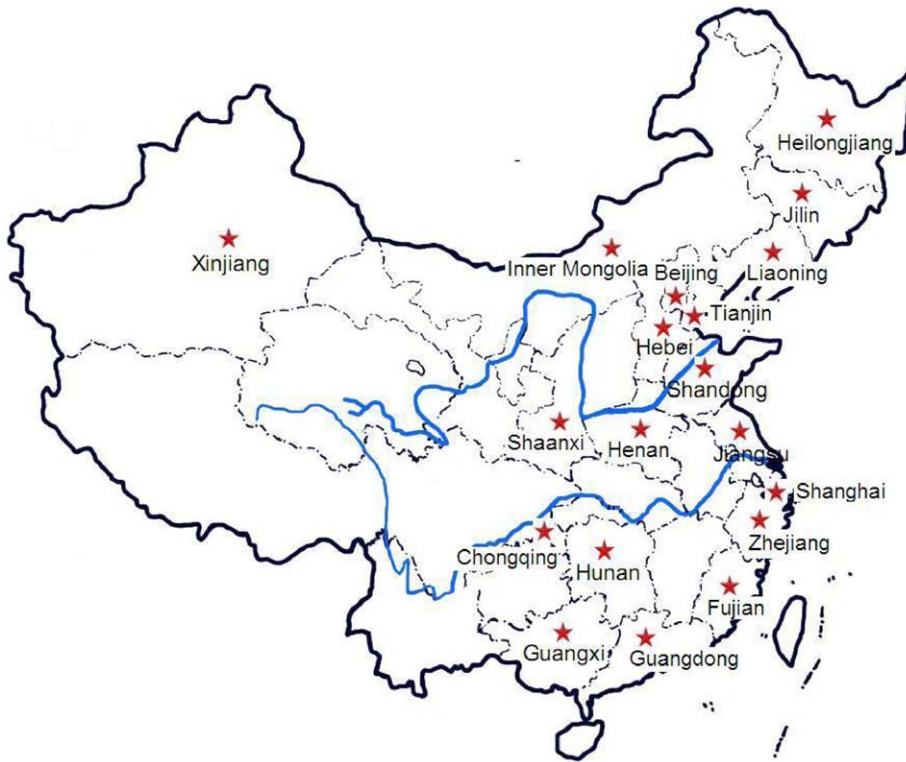 Heilongjiang
Jilin
Xinjiang
Inner Mongolia
Beijing
Liaoning
Tianjin
Hebei
Shandong
Shaanxi
Henan
Jiangsu
Shanghai
Zhejiang
Chongqing
Hunan
Fujian
Guangxi
Guangdong